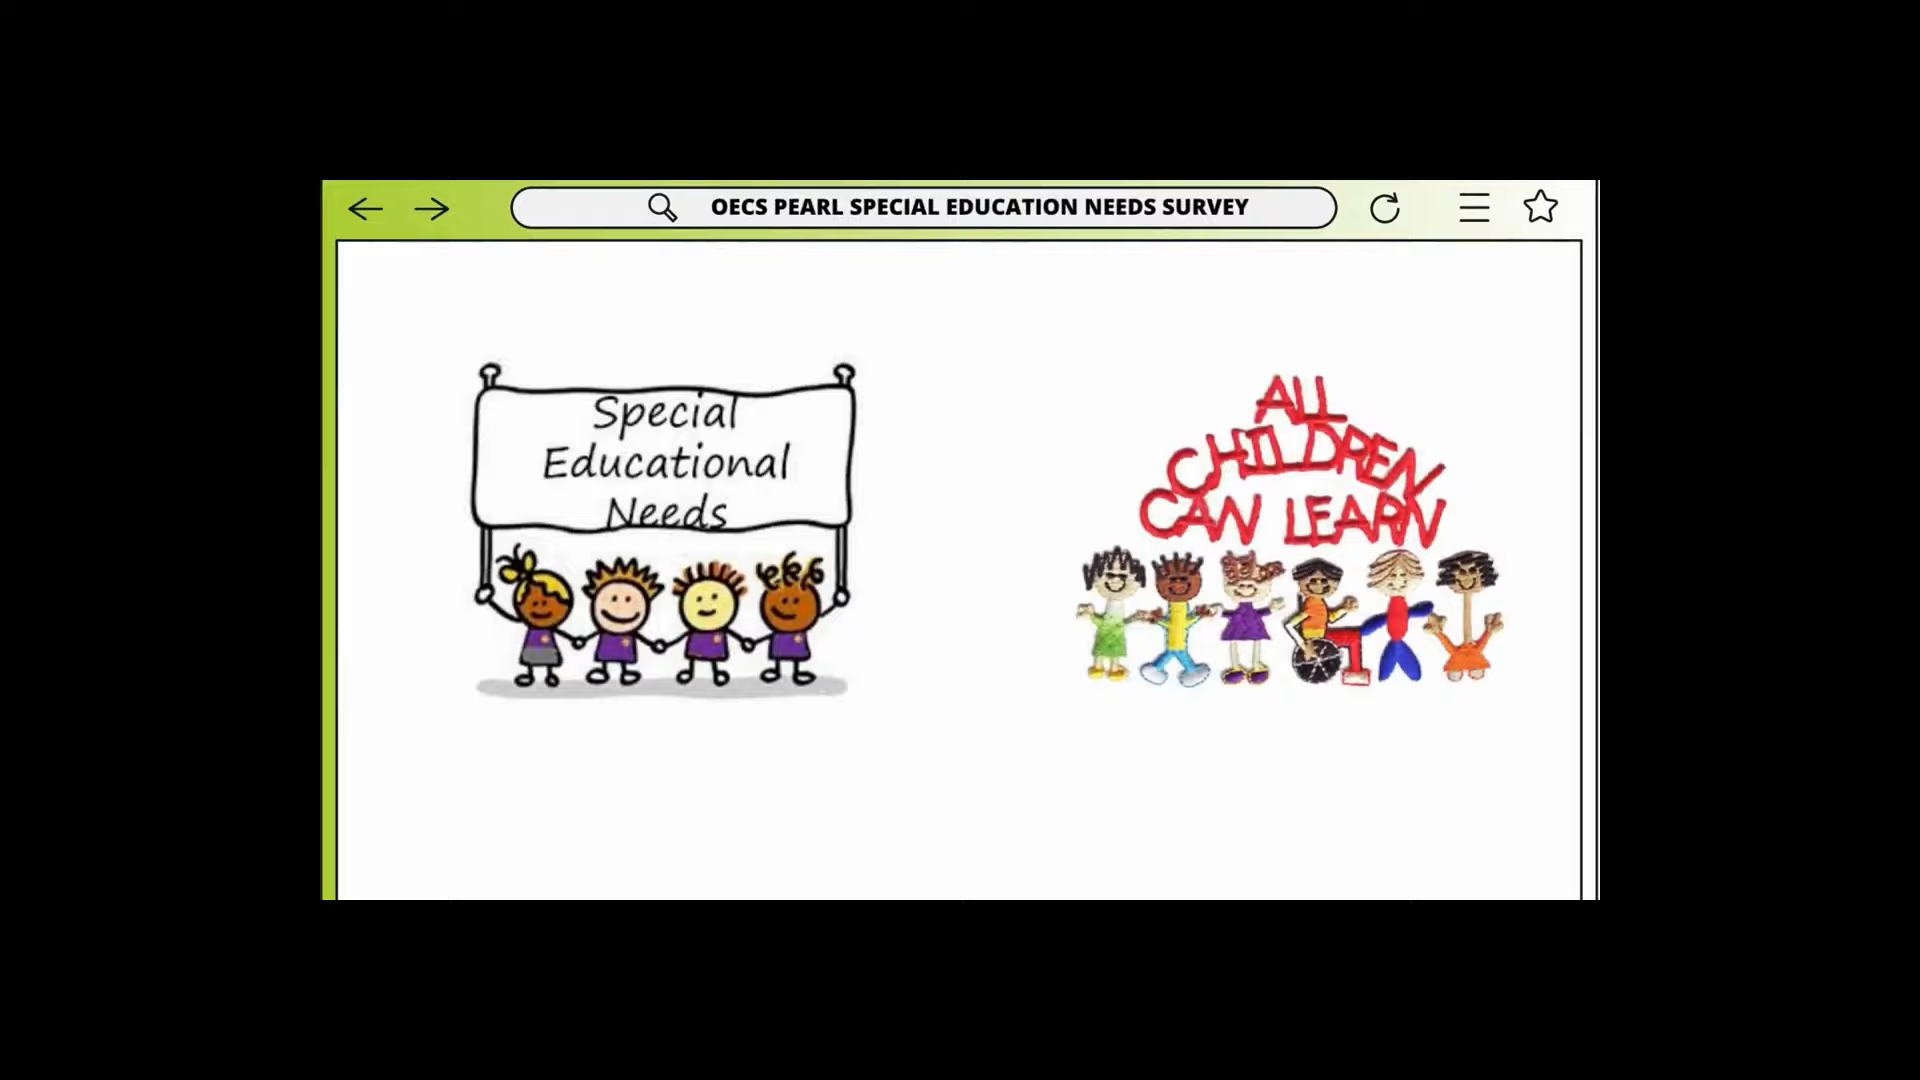 OECS PEARL SPECIAL EDUCATION NEEDS SURVEY
Special
Educational
Needs
ALL
CHILDREN
CAN LEARN